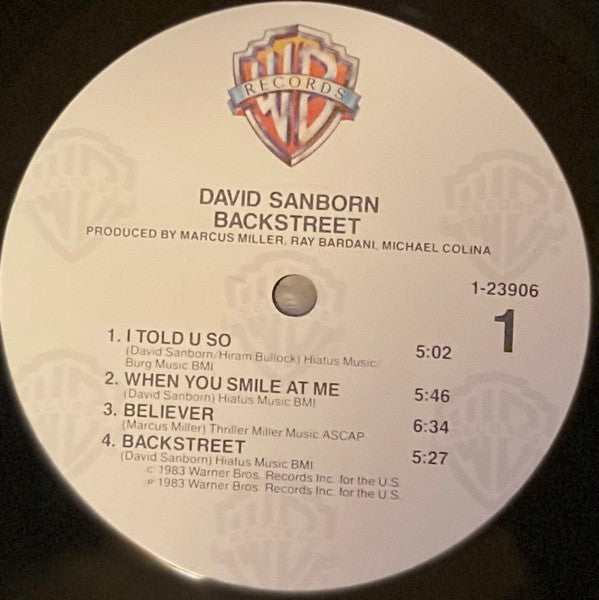 RECORDS
DAVID SANBORN
BACKSTREET
PRODUCED BY MARCUS MILLER, RAY BARDANI, MICHAEL COLINA
1-23906
1
1. I TOLD U SO 5:02
(David Sanborn/Hiram Bullock) Hiatus Music/
Burg Music BMI
2. WHEN YOU SMILE AT ME 5:46
(David Sanborn) Hiatus Music BMI
3. BELIEVER 6:34
(Marcus Miller) Thriller Miller Music ASCAP
4. BACKSTREET 5:27
(David Sanborn) Hiatus Music BMI
© 1983 Warner Bros. Records Inc. for the U.S.
℗ 1983 Warner Bros. Records Inc. for the U.S.